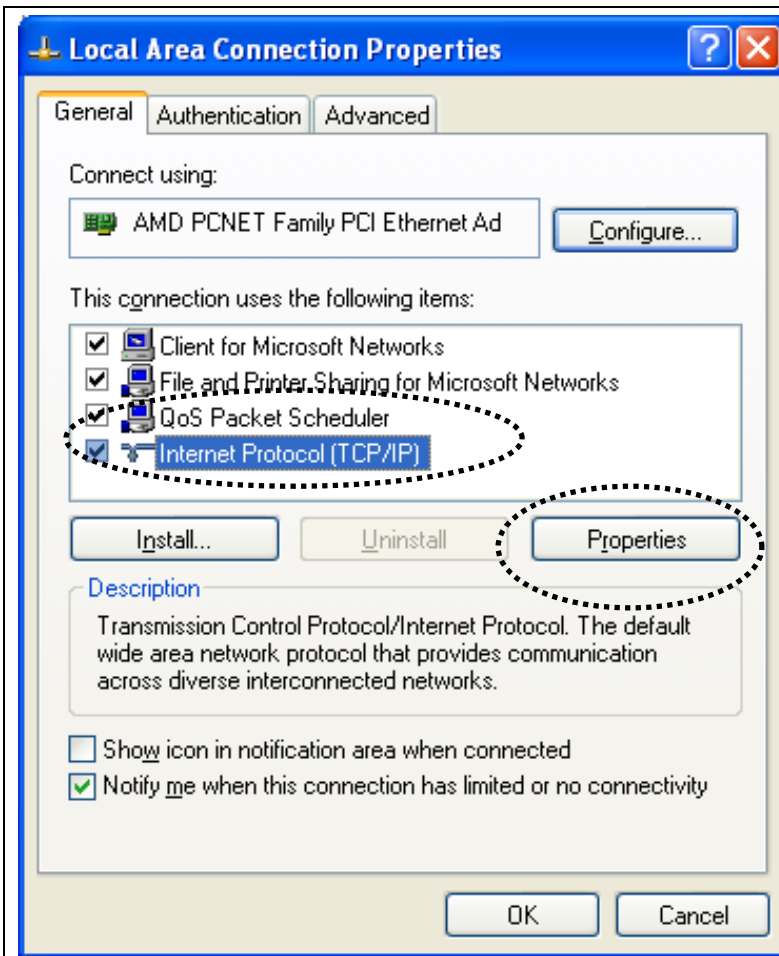 Local Area Connection Properties
General Authentication Advanced
Connect using:
AMD PCNET Family PCI Ethernet Ad
Configure...
This connection uses the following items:
Client for Microsoft Networks
File and Printer Sharing for Microsoft Networks
QoS Packet Scheduler
Internet Protocol (TCP/IP)
Install... Uninstall Properties
Description
Transmission Control Protocol/Internet Protocol. The default
wide area network protocol that provides communication
across diverse interconnected networks.
Show icon in notification area when connected
Notify me when this connection has limited or no connectivity
OK Cancel